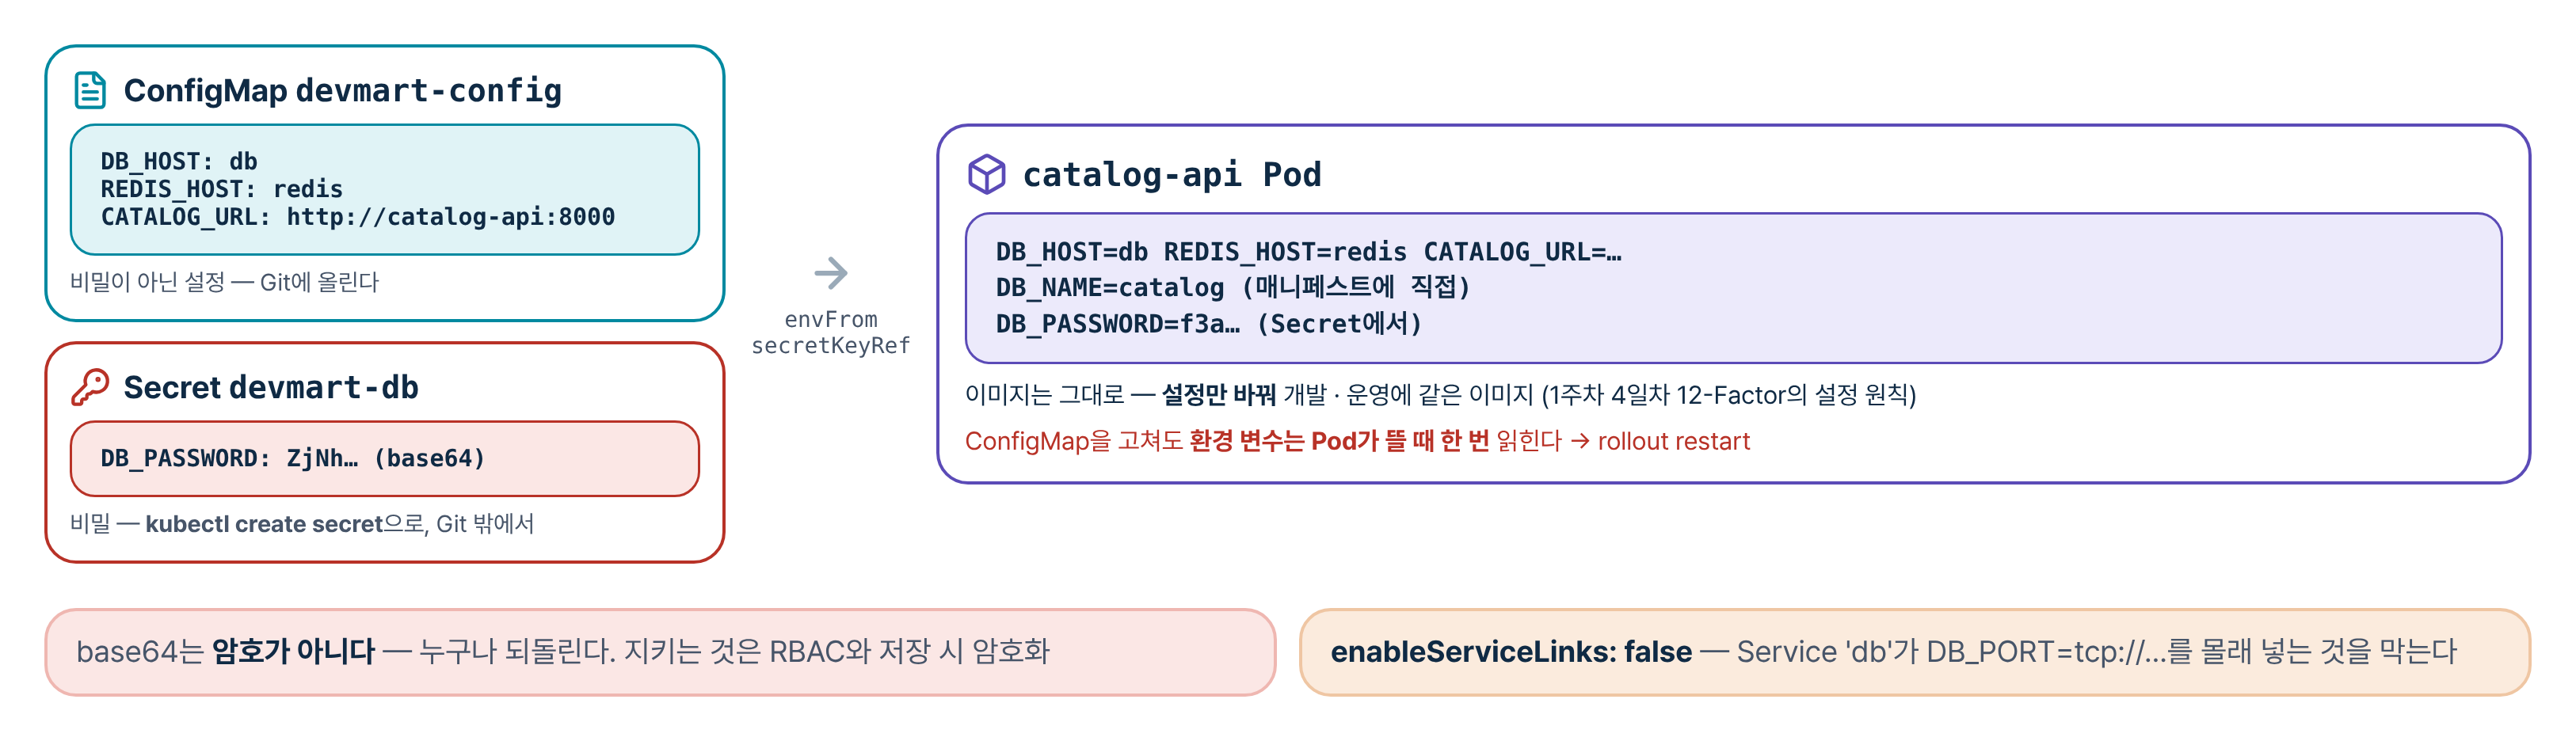 ConfigMap devmart-config
DB_HOST: db
REDIS_HOST: redis
CATALOG_URL: http://catalog-api:8000
비밀이 아닌 설정 — Git에 올린다
Secret devmart-db
DB_PASSWORD: ZjNh… (base64)
비밀 — kubectl create secret으로, Git 밖에서
envFrom
secretKeyRef
catalog-api Pod
DB_HOST=db REDIS_HOST=redis CATALOG_URL=…
DB_NAME=catalog (매니페스트에 직접)
DB_PASSWORD=f3a… (Secret에서)
이미지는 그대로 — 설정만 바꿔 개발 · 운영에 같은 이미지 (1주차 4일차 12-Factor의 설정 원칙)
ConfigMap을 고쳐도 환경 변수는 Pod가 뜰 때 한 번 읽힌다 → rollout restart
base64는 암호가 아니다 — 누구나 되돌린다. 지키는 것은 RBAC와 저장 시 암호화
enableServiceLinks: false — Service 'db'가 DB_PORT=tcp://…를 몰래 넣는 것을 막는다